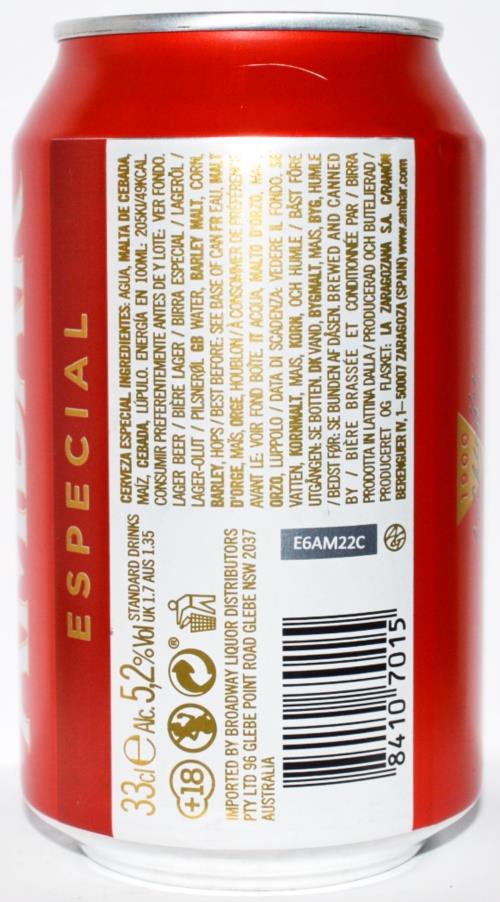 ESPECIAL
CERVEZA ESPECIAL. INGREDIENTES: AGUA, MALTA DE CEBADA,
MAÍZ, CEBADA, LÚPULO. ENERGÍA EN 100ML: 205KJ/49KCAL.
CONSUMIR PREFERENTEMENTE ANTES DE Y LOTE: VER FONDO.
LAGER BEER / BIÈRE LAGER / BIRRA ESPECIAL / LAGERÖL /
LAGER-OUT / PILSNERØL GB WATER, BARLEY MALT, CORN,
BARLEY, HOPS / BEST BEFORE: SEE BASE OF CAN FR EAU, MALT
D'ORGE, MAÏS, ORGE, HOUBLON / À CONSOMMER DE PRÉFÉRENCE
AVANT LE: VOIR FOND BOÎTE. IT ACQUA, MALTO D'ORZO,
ORZO, LUPPOLO / DATA DI SCADENZA: VEDERE IL FONDO. SE
VATTEN, KORNMALT, MAJS, KORN, OCH HUMLE / BÄST FÖRE
UTGÅNGEN: SE BOTTEN. DK VAND, BYGMALT, MAJS, BYG, HUMLE
/ BEDST FØR: SE BUNDEN AF DÅSEN. BREWED AND CANNED
BY / BIÈRE BRASSÉE ET CONDITIONNÉE PAR / BIRRA
PRODOTTA IN LATTINA DALLA / PRODUCERAD OCH BUTELJERAD /
PRODUCERET OG FLASKET: LA ZARAGOZANA S.A. C/RAMÓN
BERENGUER IV, 1– 50007 ZARAGOZA (SPAIN) www.ambar.com
33cl e Alc. 5,2%Vol STANDARD DRINKS
UK 1.7 AUS 1.35
+18
®
IMPORTED BY BROADWAY LIQUOR DISTRIBUTORS
PTY LTD 96 GLEBE POINT ROAD GLEBE NSW 2037
AUSTRALIA
E6AM22C
8410 7015
1900